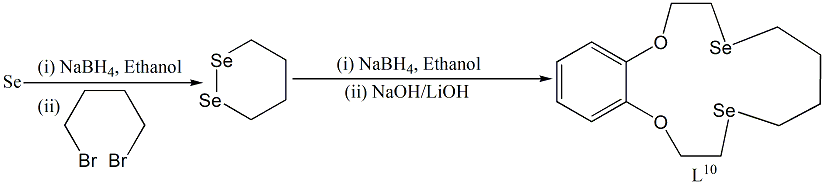 Se
(i) NaBH4, Ethanol
(ii)
Br Br
Se
Se
(i) NaBH4, Ethanol
(ii) NaOH/LiOH
O
Se
Se
O
L10